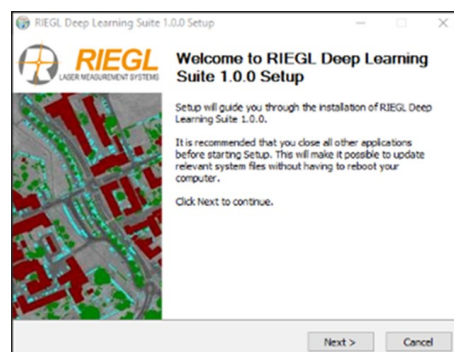 RIEGL Deep Learning Suite 1.0.0 Setup
RIEGL
LASER MEASUREMENT SYSTEMS
Welcome to RIEGL Deep Learning
Suite 1.0.0 Setup
Setup will guide you through the installation of RIEGL Deep
Learning Suite 1.0.0.
It is recommended that you close all other applications
before starting Setup. This will make it possible to update
relevant system files without having to reboot your
computer.
Click Next to continue.
Next >
Cancel